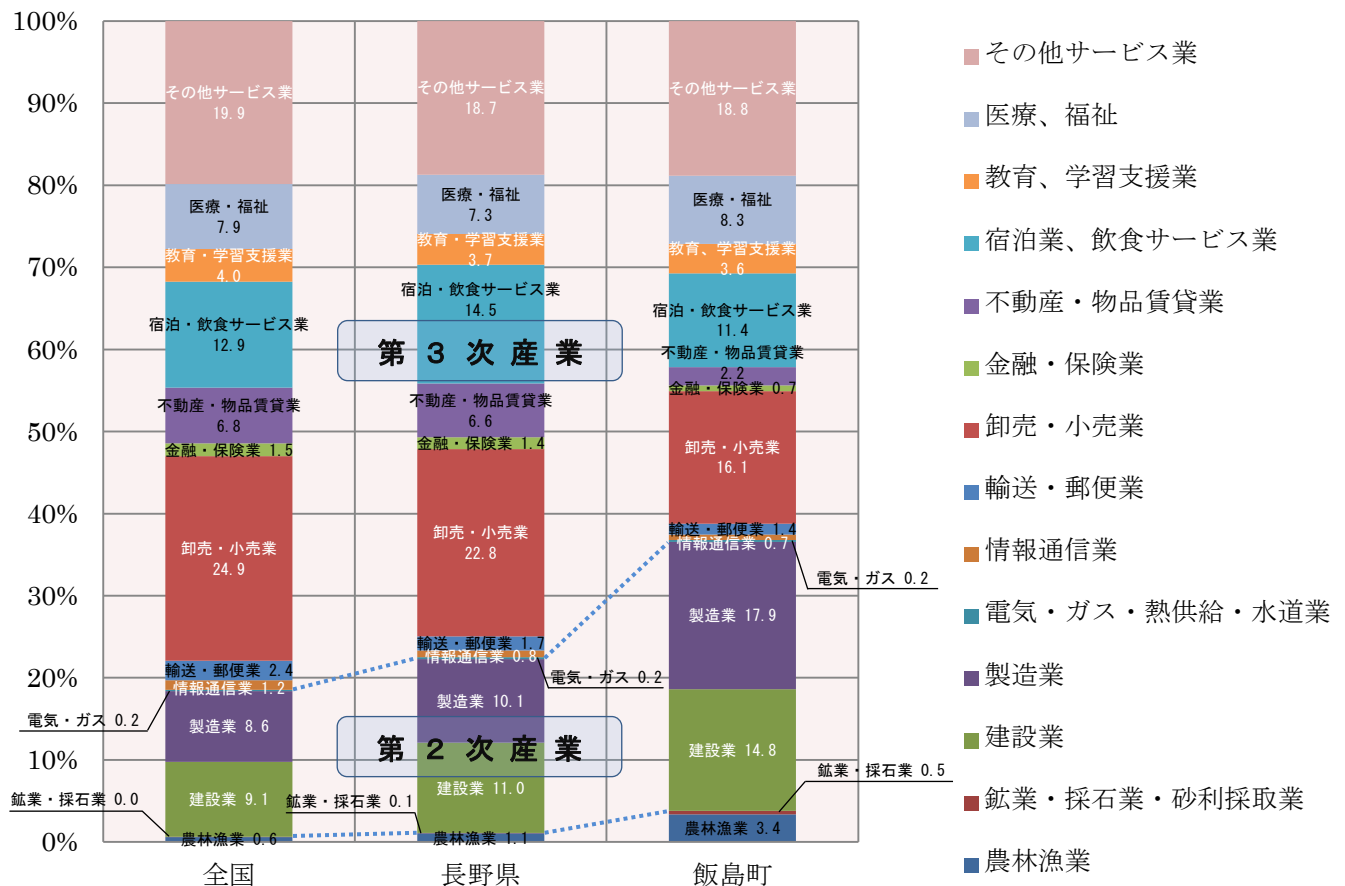 100%
90%
80%
70%
60%
50%
40%
30%
20%
10%
0%
その他サービス業
19.9
医療・福祉
7.9
教育・学習支援業
4.0
宿泊・飲食サービス業
12.9
不動産・物品賃貸業
6.8
金融・保険業 1.5
卸売・小売業
24.9
輸送・郵便業 2.4
情報通信業 1.2
電気・ガス 0.2
製造業 8.6
建設業 9.1
鉱業・採石業 0.0
農林漁業 0.6
全国
その他サービス業
18.7
医療・福祉
7.3
教育・学習支援業
3.7
宿泊・飲食サービス業
14.5
第３次産業
不動産・物品賃貸業
6.6
金融・保険業 1.4
卸売・小売業
22.8
輸送・郵便業 1.7
情報通信業 0.8
電気・ガス 0.2
製造業 10.1
第２次産業
建設業 11.0
鉱業・採石業 0.1
農林漁業 1.1
長野県
その他サービス業
18.8
医療・福祉
8.3
教育、学習支援業
3.6
宿泊・飲食サービス業
11.4
不動産・物品賃貸業
2.2
金融・保険業 0.7
卸売・小売業
16.1
輸送・郵便業 1.4
情報通信業 0.7
電気・ガス 0.2
製造業 17.9
建設業 14.8
鉱業・採石業 0.5
農林漁業 3.4
飯島町
その他サービス業
医療、福祉
教育、学習支援業
宿泊業、飲食サービス業
不動産・物品賃貸業
金融・保険業
卸売・小売業
輸送・郵便業
情報通信業
電気・ガス・熱供給・水道業
製造業
建設業
鉱業・採石業・砂利採取業
農林漁業